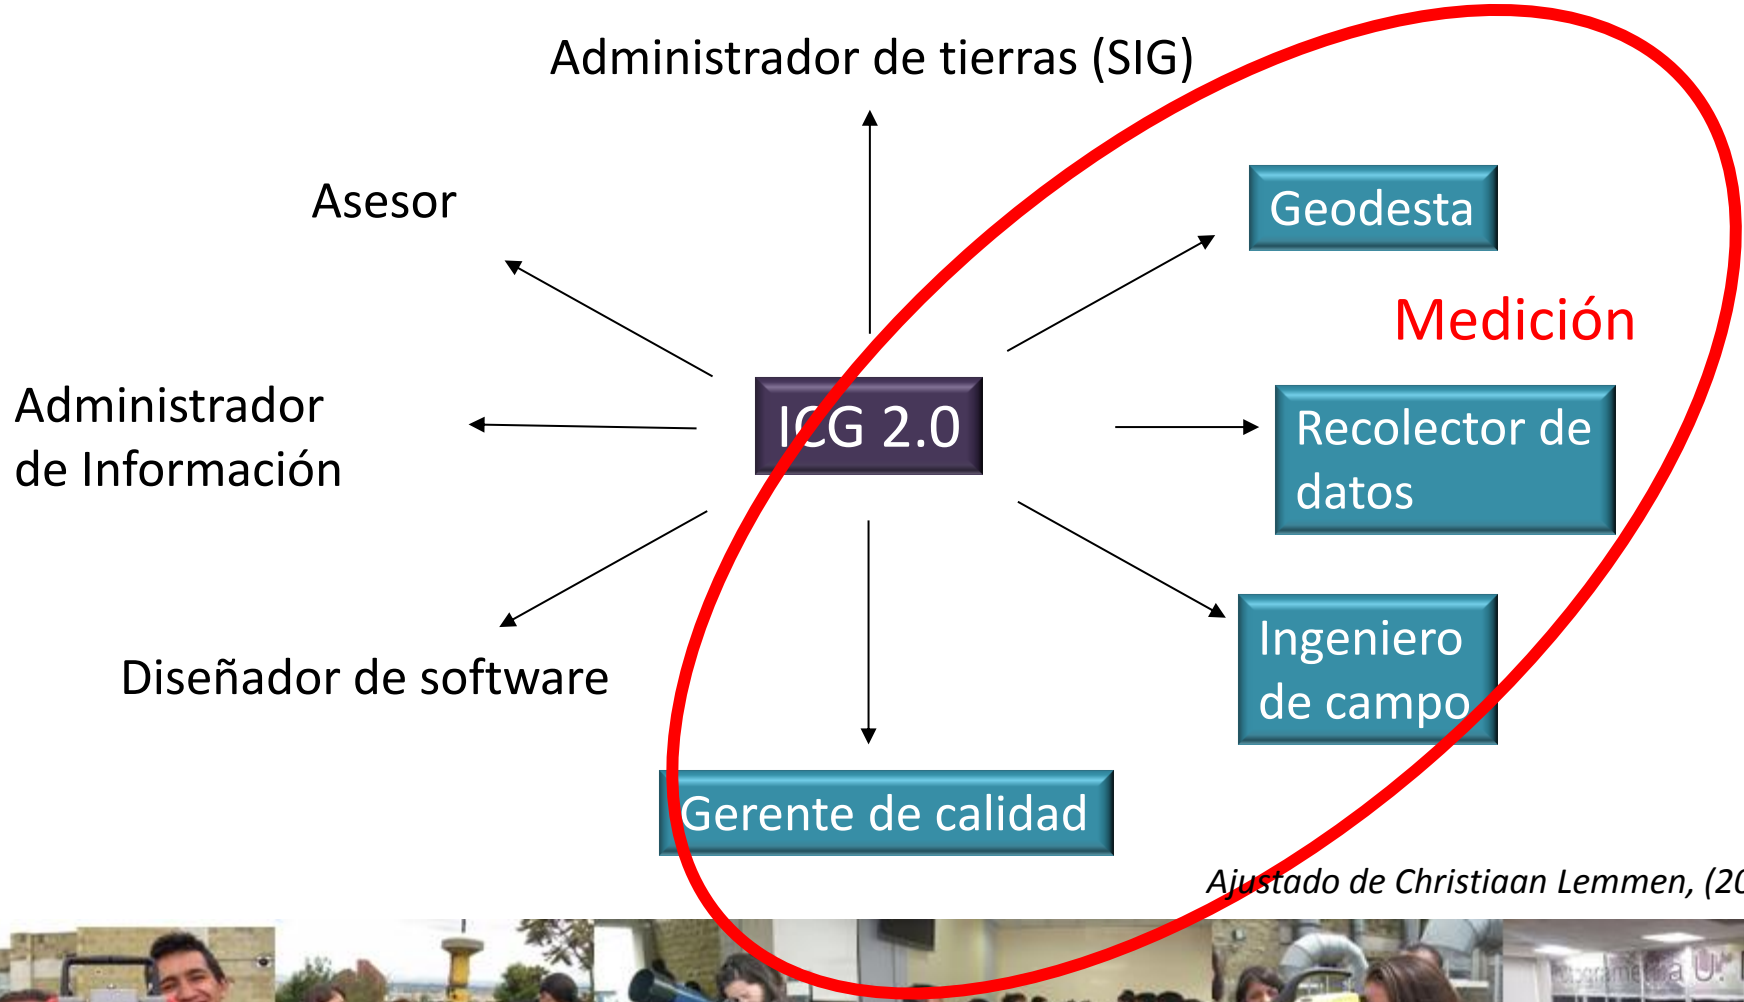 Administrador de tierras (SIG)
Asesor
Geodesta
Medición
Administrador
de Información
ICG 2.0
Recolector de
datos
Diseñador de software
Ingeniero
de campo
Gerente de calidad
Ajustado de Christiaan Lemmen, (20